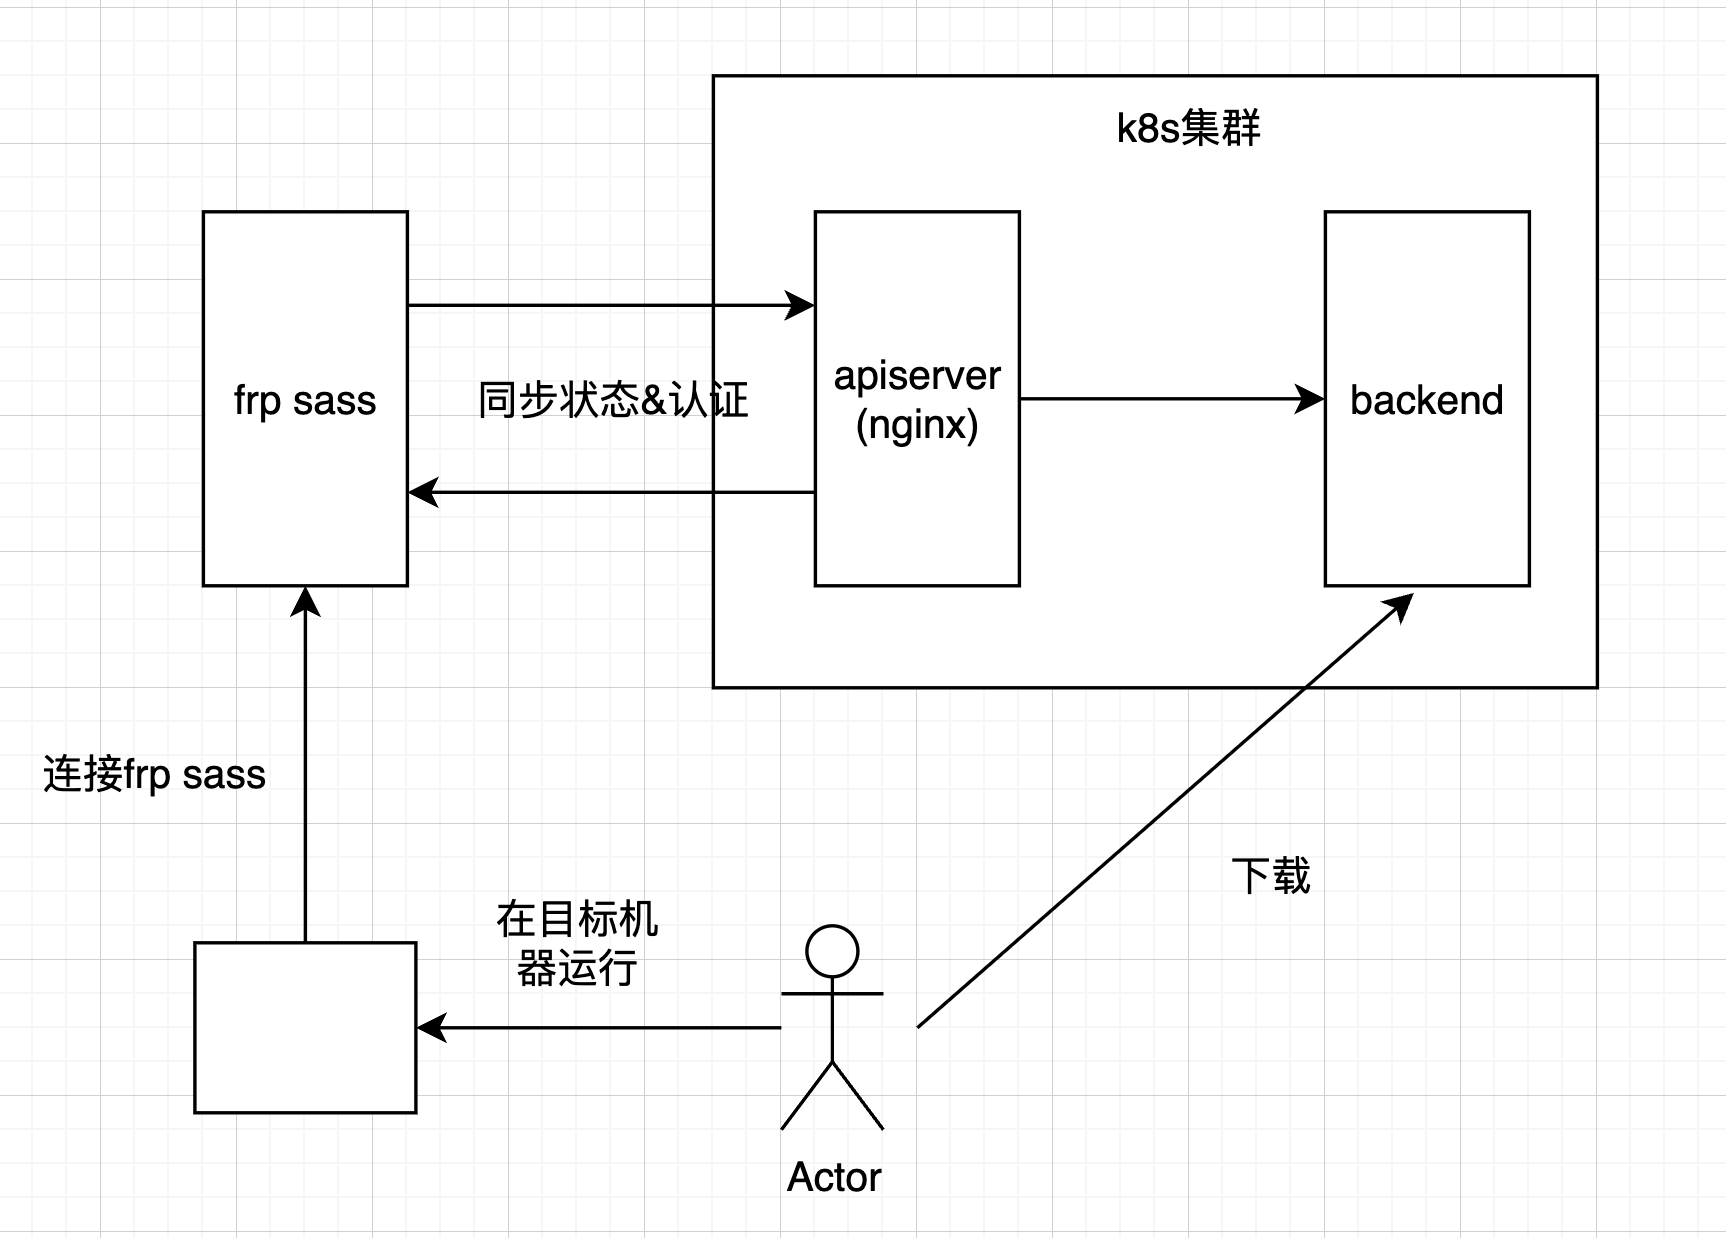 k8s集群
frp sass
同步状态&认证
apiserver
(nginx)
backend
连接frp sass
在目标机
器运行
下载
Actor